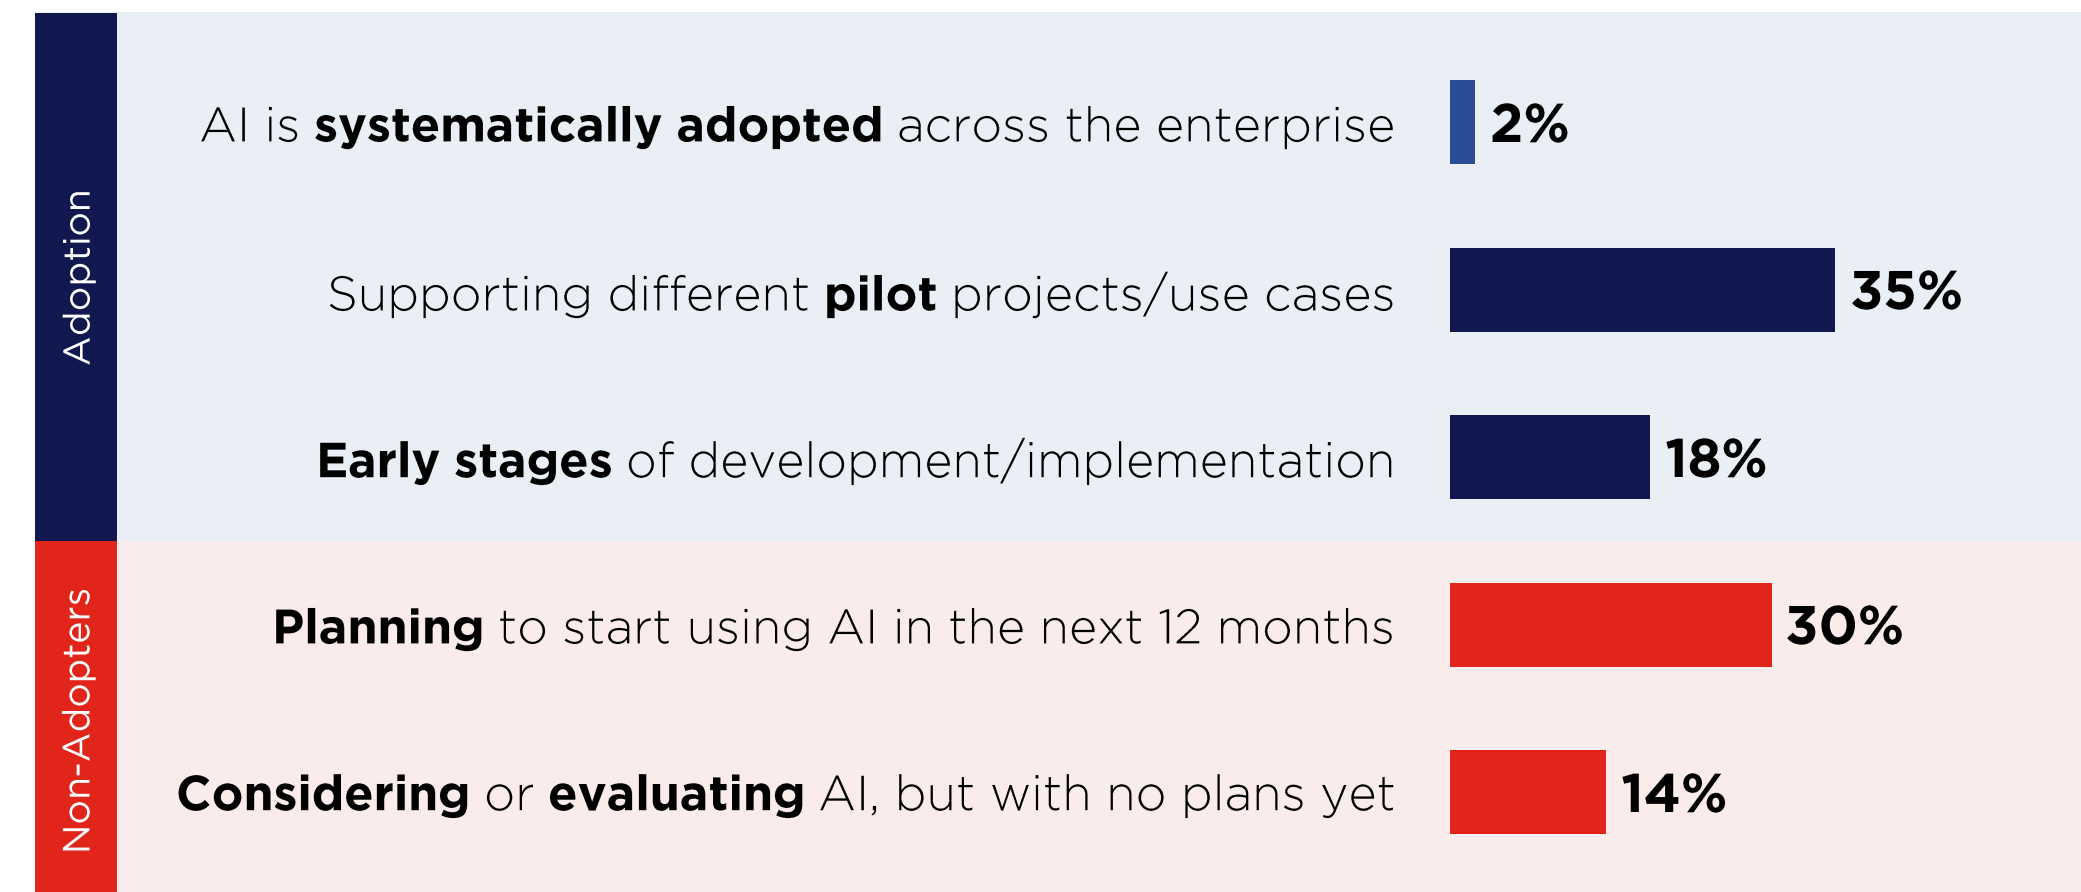 Adoption
AI is systematically adopted across the enterprise 2%
Supporting different pilot projects/use cases 35%
Early stages of development/implementation 18%
Non-Adopters
Planning to start using AI in the next 12 months 30%
Considering or evaluating AI, but with no plans yet 14%